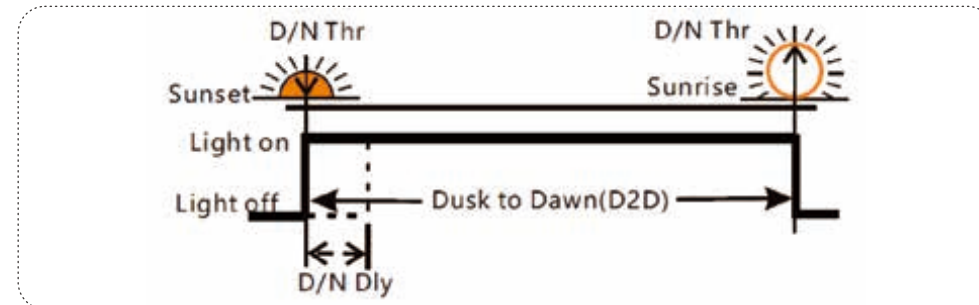 D/N Thr
D/N Thr
Sunset
Sunrise
Light on
Light off
Dusk to Dawn(D2D)
D/N Dly